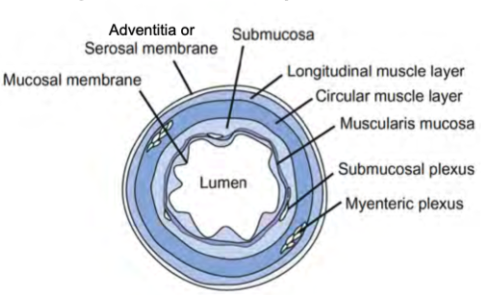 Adventitia or
Serosal membrane
Submucosa
Mucosal membrane
Longitudinal muscle layer
Circular muscle layer
Muscularis mucosa
Lumen
Submucosal plexus
Myenteric plexus